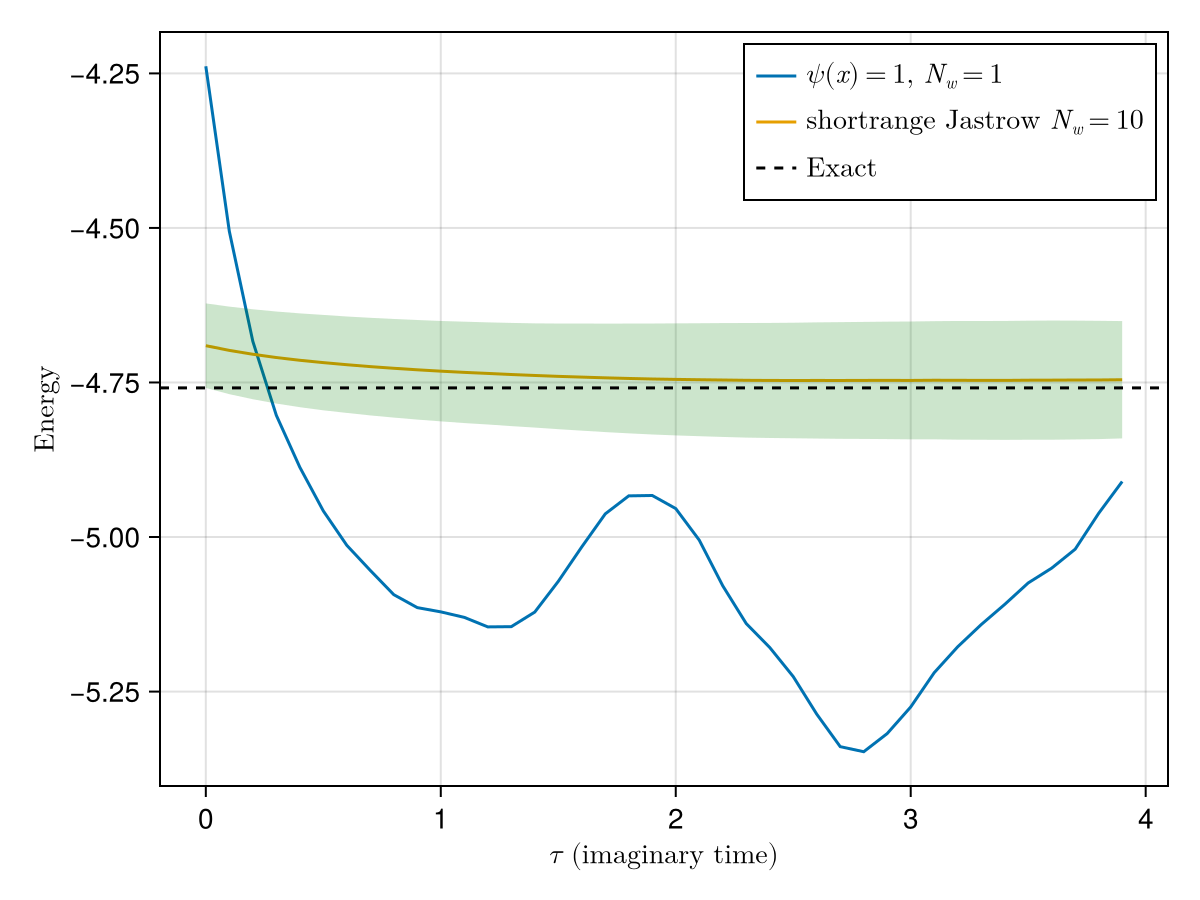 −4.25
−4.50
−4.75
−5.00
−5.25
Energy
0
1
2
3
4
τ (imaginary time)
ψ(x) = 1, N_w = 1
shortrange Jastrow N_w = 10
Exact